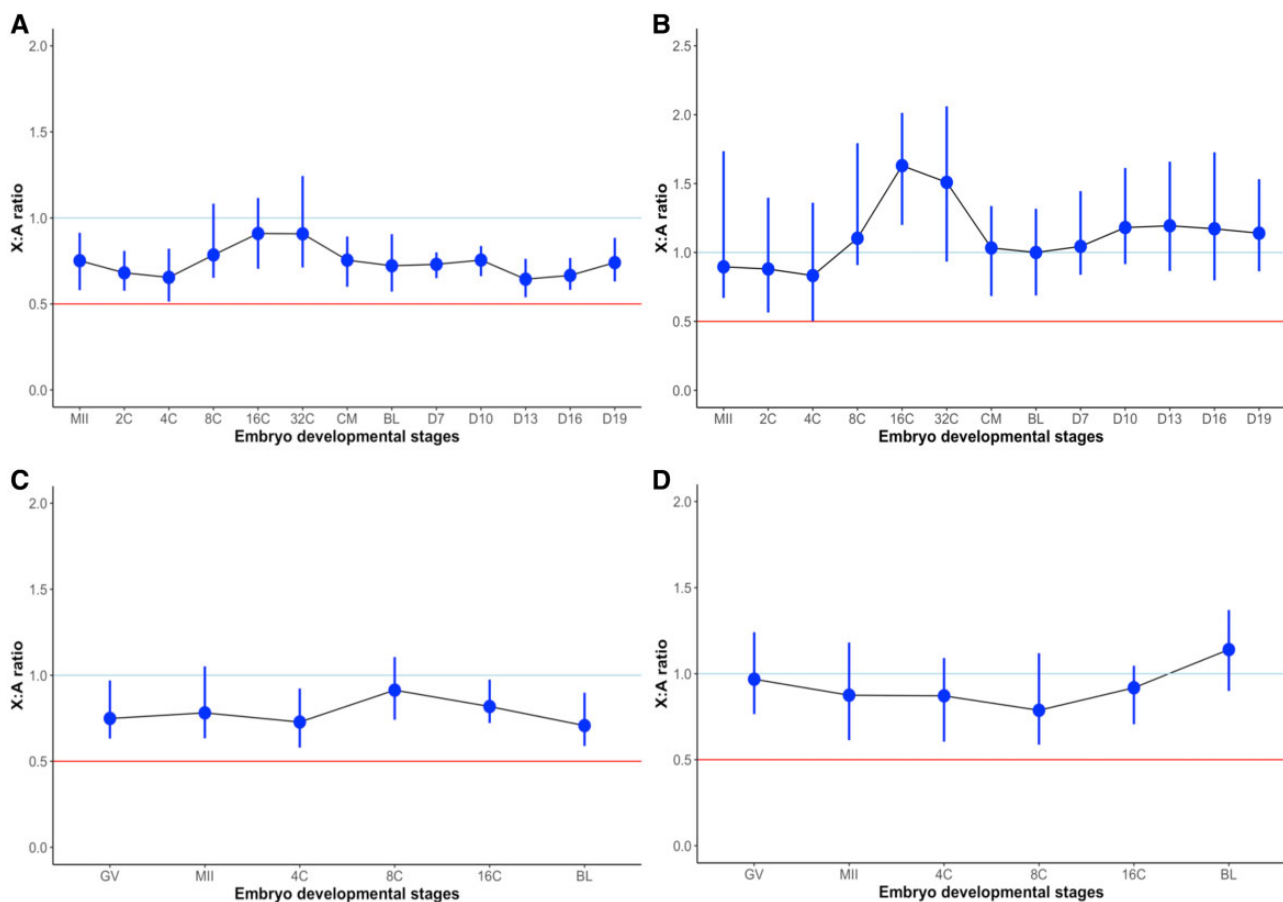 A
X:A ratio
2.0
1.5
1.0
0.5
0.0
MII 2C 4C 8C 16C 32C CM BL D7 D10 D13 D16 D19
Embryo developmental stages
B
X:A ratio
2.5
2.0
1.5
1.0
0.5
0.0
MII 2C 4C 8C 16C 32C CM BL D7 D10 D13 D16 D19
Embryo developmental stages
C
X:A ratio
2.0
1.5
1.0
0.5
0.0
GV MII 4C 8C 16C BL
Embryo developmental stages
D
X:A ratio
2.0
1.5
1.0
0.5
0.0
GV MII 4C 8C 16C BL
Embryo developmental stages